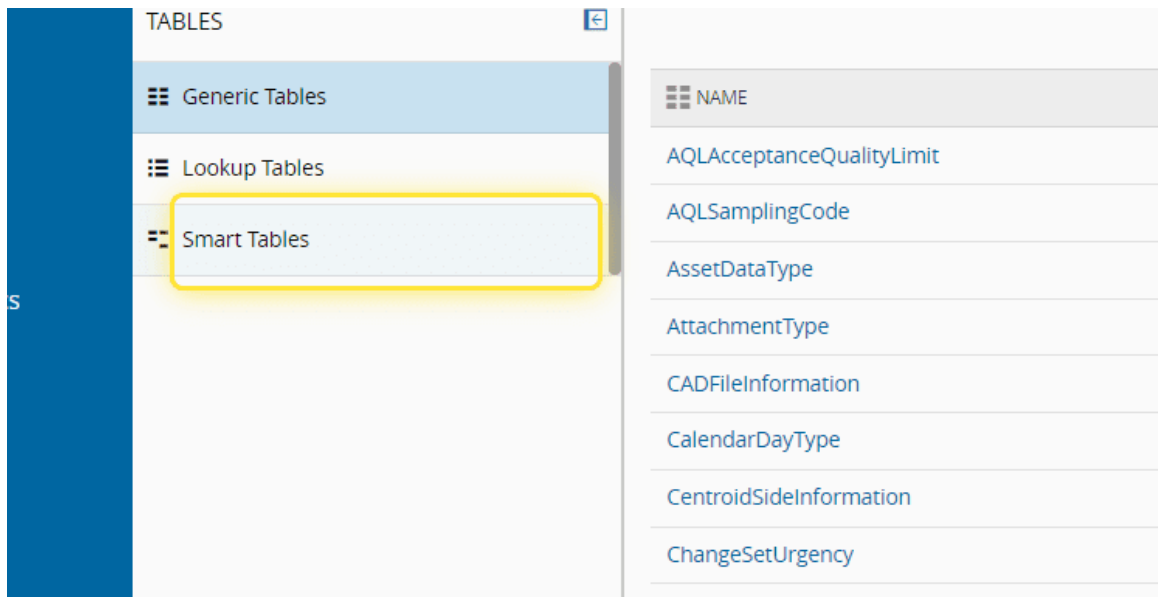 TABLES
Generic Tables
Lookup Tables
Smart Tables
s
NAME
AQLAcceptanceQualityLimit
AQLSamplingCode
AssetDataType
AttachmentType
CADFileInformation
CalendarDayType
CentroidSideInformation
ChangeSetUrgency